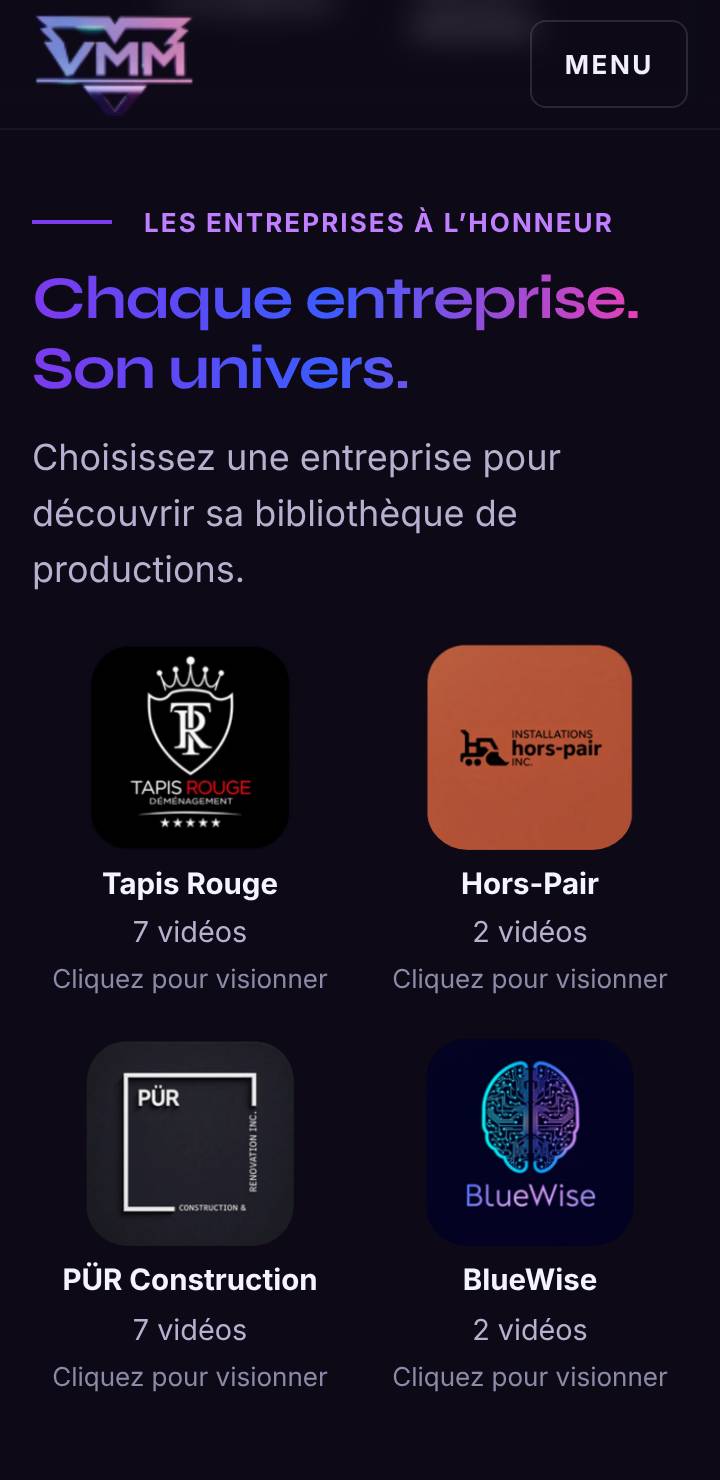 VMM
MENU
LES ENTREPRISES À L’HONNEUR
Chaque entreprise.
Son univers.
Choisissez une entreprise pour
découvrir sa bibliothèque de
productions.
TR
TAPIS ROUGE
DÉMÉNAGEMENT
INSTALLATIONS
hors-pair
INC.
Tapis Rouge
7 vidéos
Cliquez pour visionner
Hors-Pair
2 vidéos
Cliquez pour visionner
PÜR
CONSTRUCTION &
RENOVATION INC.
BlueWise
PÜR Construction
7 vidéos
Cliquez pour visionner
BlueWise
2 vidéos
Cliquez pour visionner